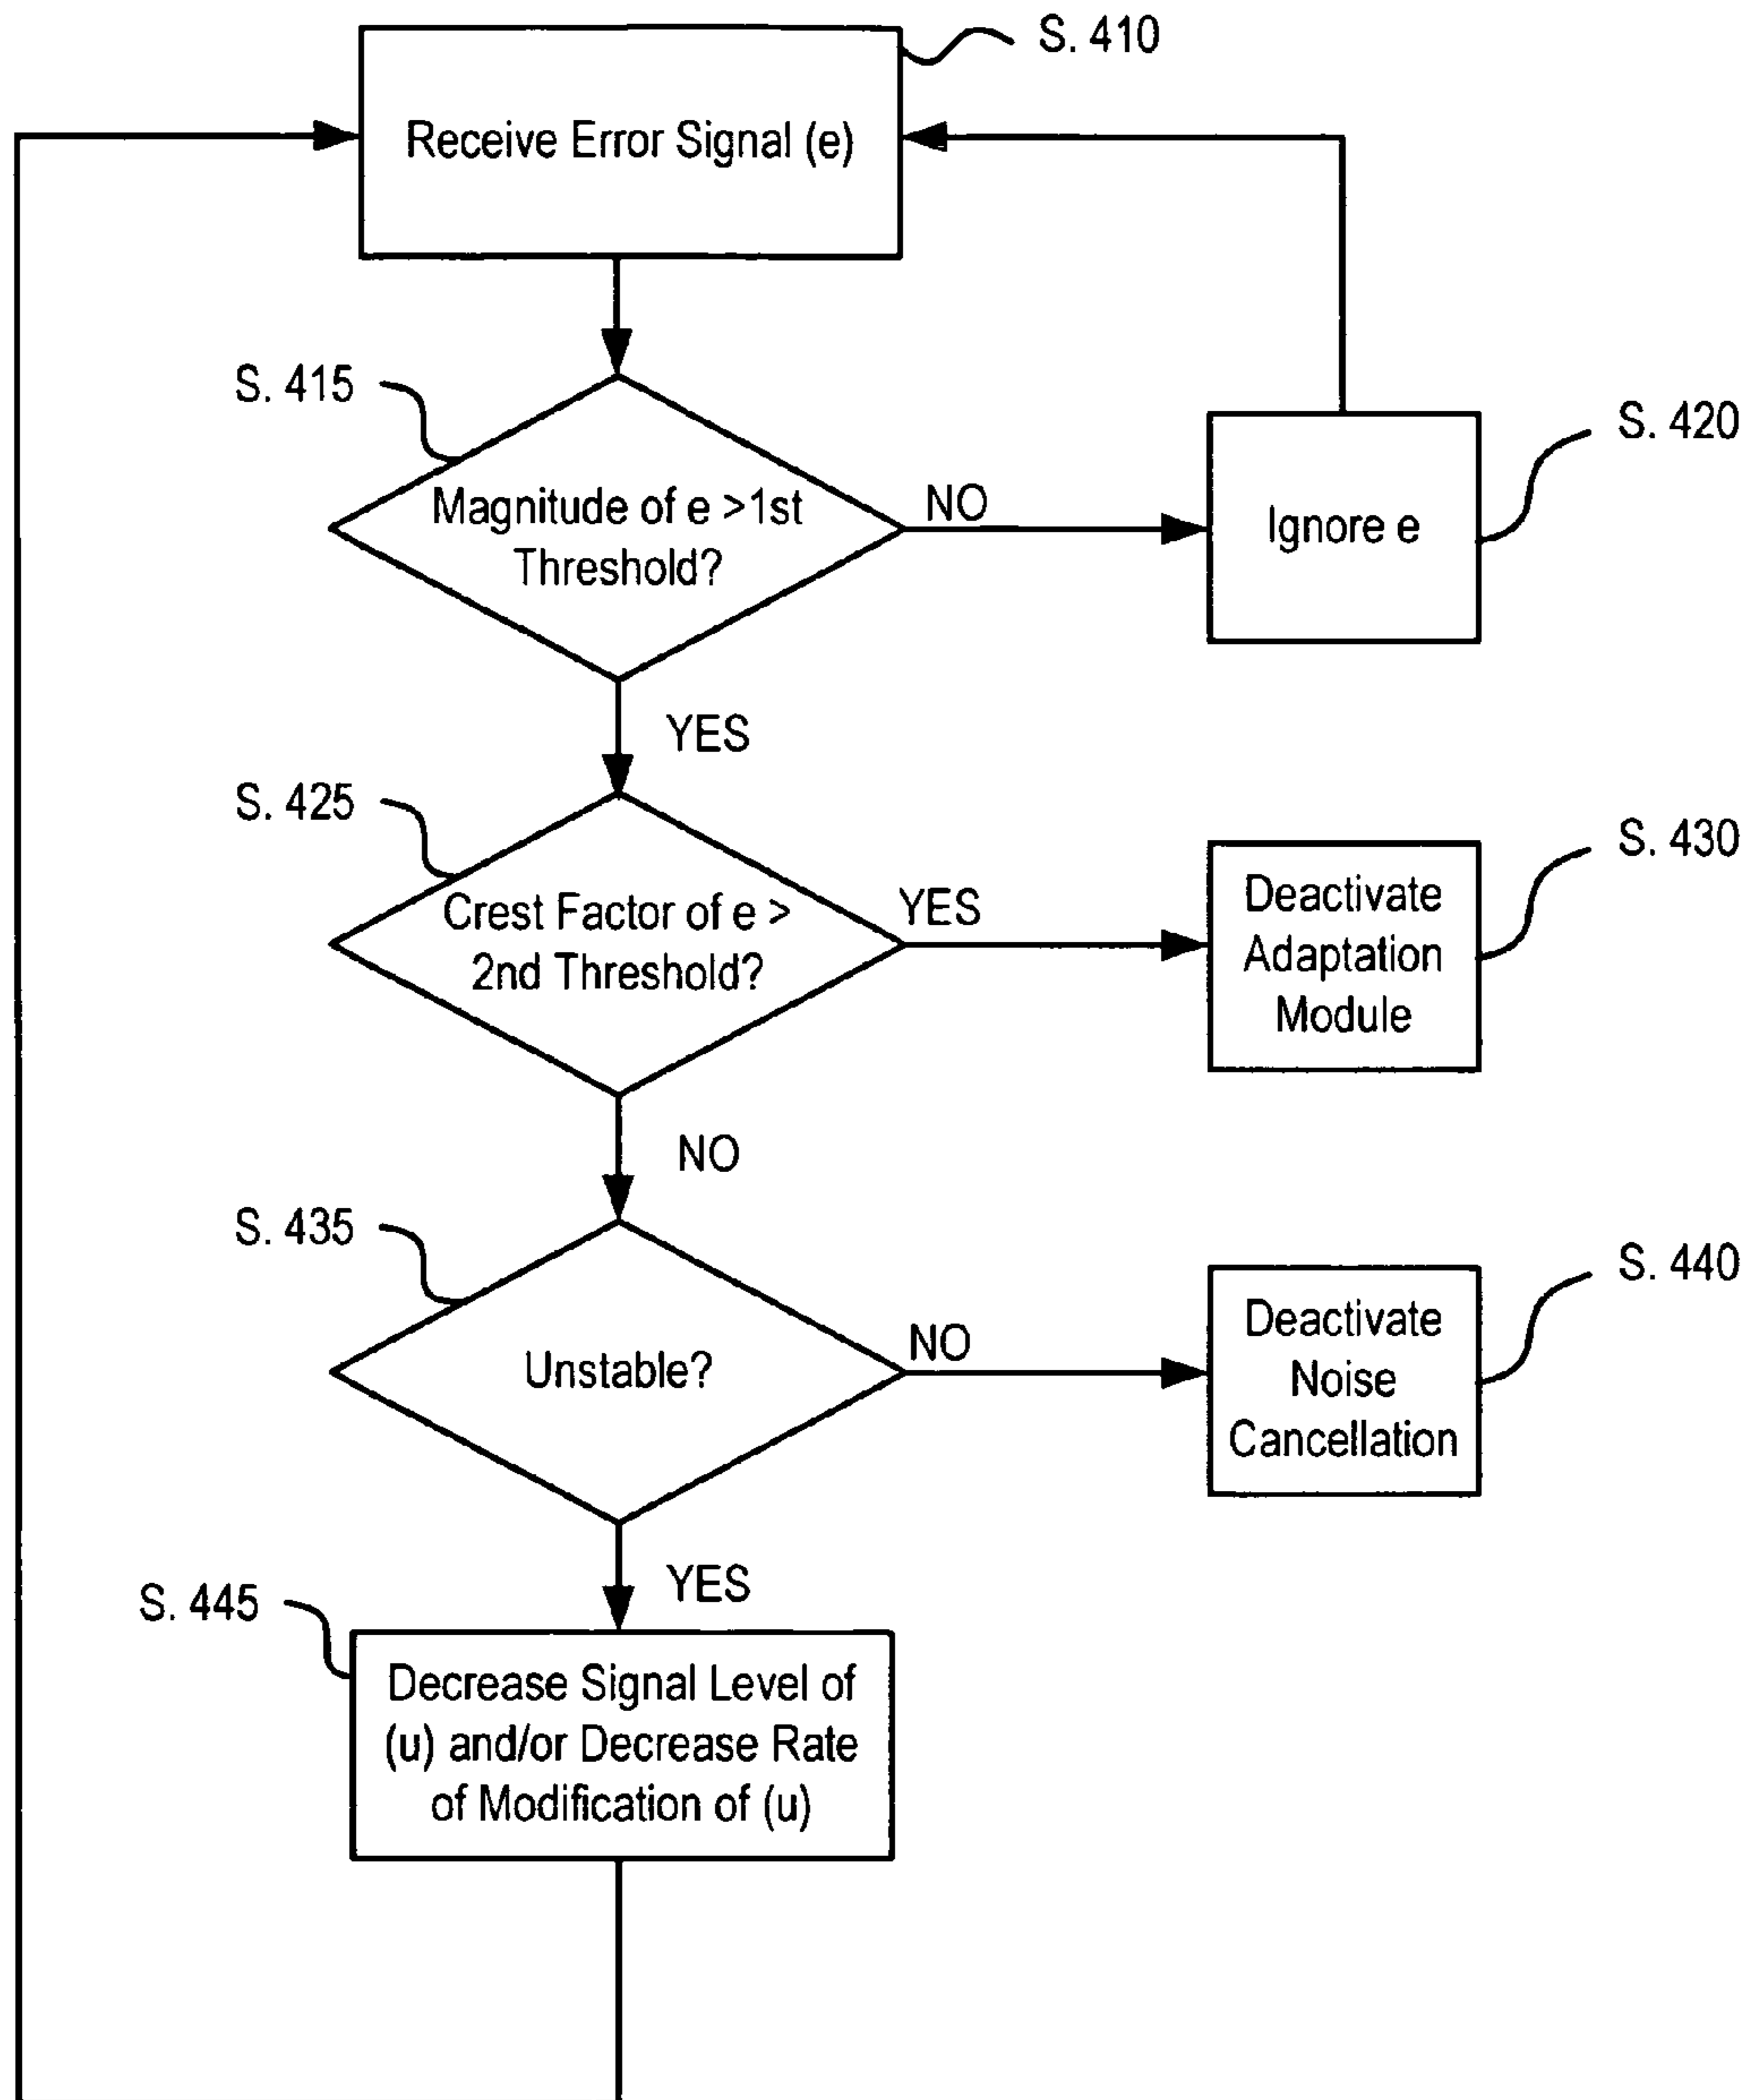 S. 410
Receive Error Signal (e)
S. 415
Magnitude of e >1st
Threshold?
NO
S. 420
Ignore e
YES
S. 425
Crest Factor of e >
2nd Threshold?
YES
S. 430
Deactivate
Adaptation
Module
NO
S. 435
Unstable?
NO
S. 440
Deactivate
Noise
Cancellation
YES
S. 445
Decrease Signal Level of
(u) and/or Decrease Rate
of Modification of (u)